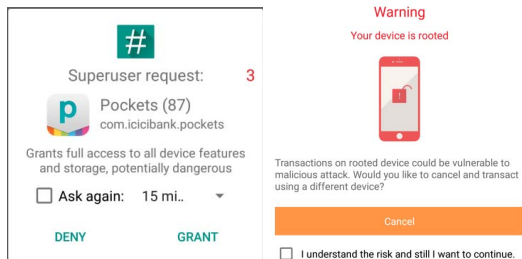 #
Superuser request: 3
p
Pockets (87)
com.icicibank.pockets
Grants full access to all device features
and storage, potentially dangerous
Ask again: 15 mi..
DENY GRANT
Warning
Your device is rooted
!
Transactions on rooted device could be vulnerable to
malicious attack. Would you like to cancel and transact
using a different device?
Cancel
I understand the risk and still I want to continue.